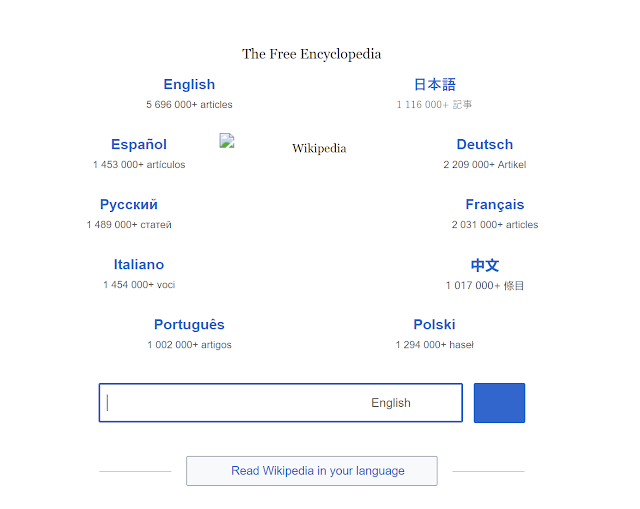 The Free Encyclopedia
English
5 696 000+ articles
日本語
1 116 000+ 記事
Español
1 453 000+ artículos
Wikipedia
Deutsch
2 209 000+ Artikel
Русский
1 489 000+ статей
Français
2 031 000+ articles
Italiano
1 454 000+ voci
中文
1 017 000+ 條目
Português
1 002 000+ artigos
Polski
1 294 000+ haseł
English
Read Wikipedia in your language